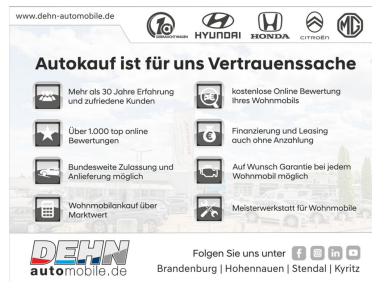 www.dehn-automobile.de
GEBRAUCHTWAGEN
HYUNDAI
HONDA
CITROËN
MG
Autokauf ist für uns Vertrauenssache
Mehr als 30 Jahre Erfahrung
und zufriedene Kunden
kostenlose Online Bewertung
Ihres Wohnmobils
Über 1.000 top online
Bewertungen
Finanzierung und Leasing
auch ohne Anzahlung
Bundesweite Zulassung und
Anlieferung möglich
Auf Wunsch Garantie bei jedem
Wohnmobil möglich
Wohnmobilankauf über
Marktwert
Meisterwerkstatt für Wohnmobile
DEHN
automobile.de
Folgen Sie uns unter
Brandenburg | Hohennauen | Stendal | Kyritz